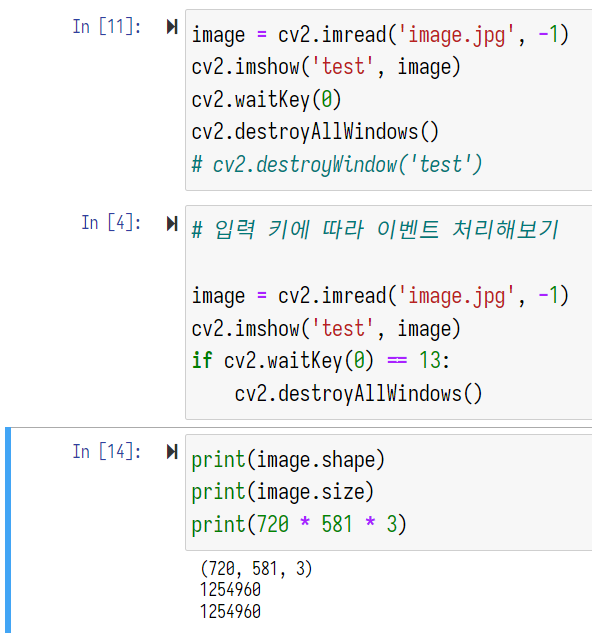 In [11]:
image = cv2.imread('image.jpg', -1)
cv2.imshow('test', image)
cv2.waitKey(0)
cv2.destroyAllWindows()
# cv2.destroyWindow('test')
In [4]:
# 입력 키에 따라 이벤트 처리해보기
image = cv2.imread('image.jpg', -1)
cv2.imshow('test', image)
if cv2.waitKey(0) == 13:
    cv2.destroyAllWindows()
In [14]:
print(image.shape)
print(image.size)
print(720 * 581 * 3)
(720, 581, 3)
1254960
1254960